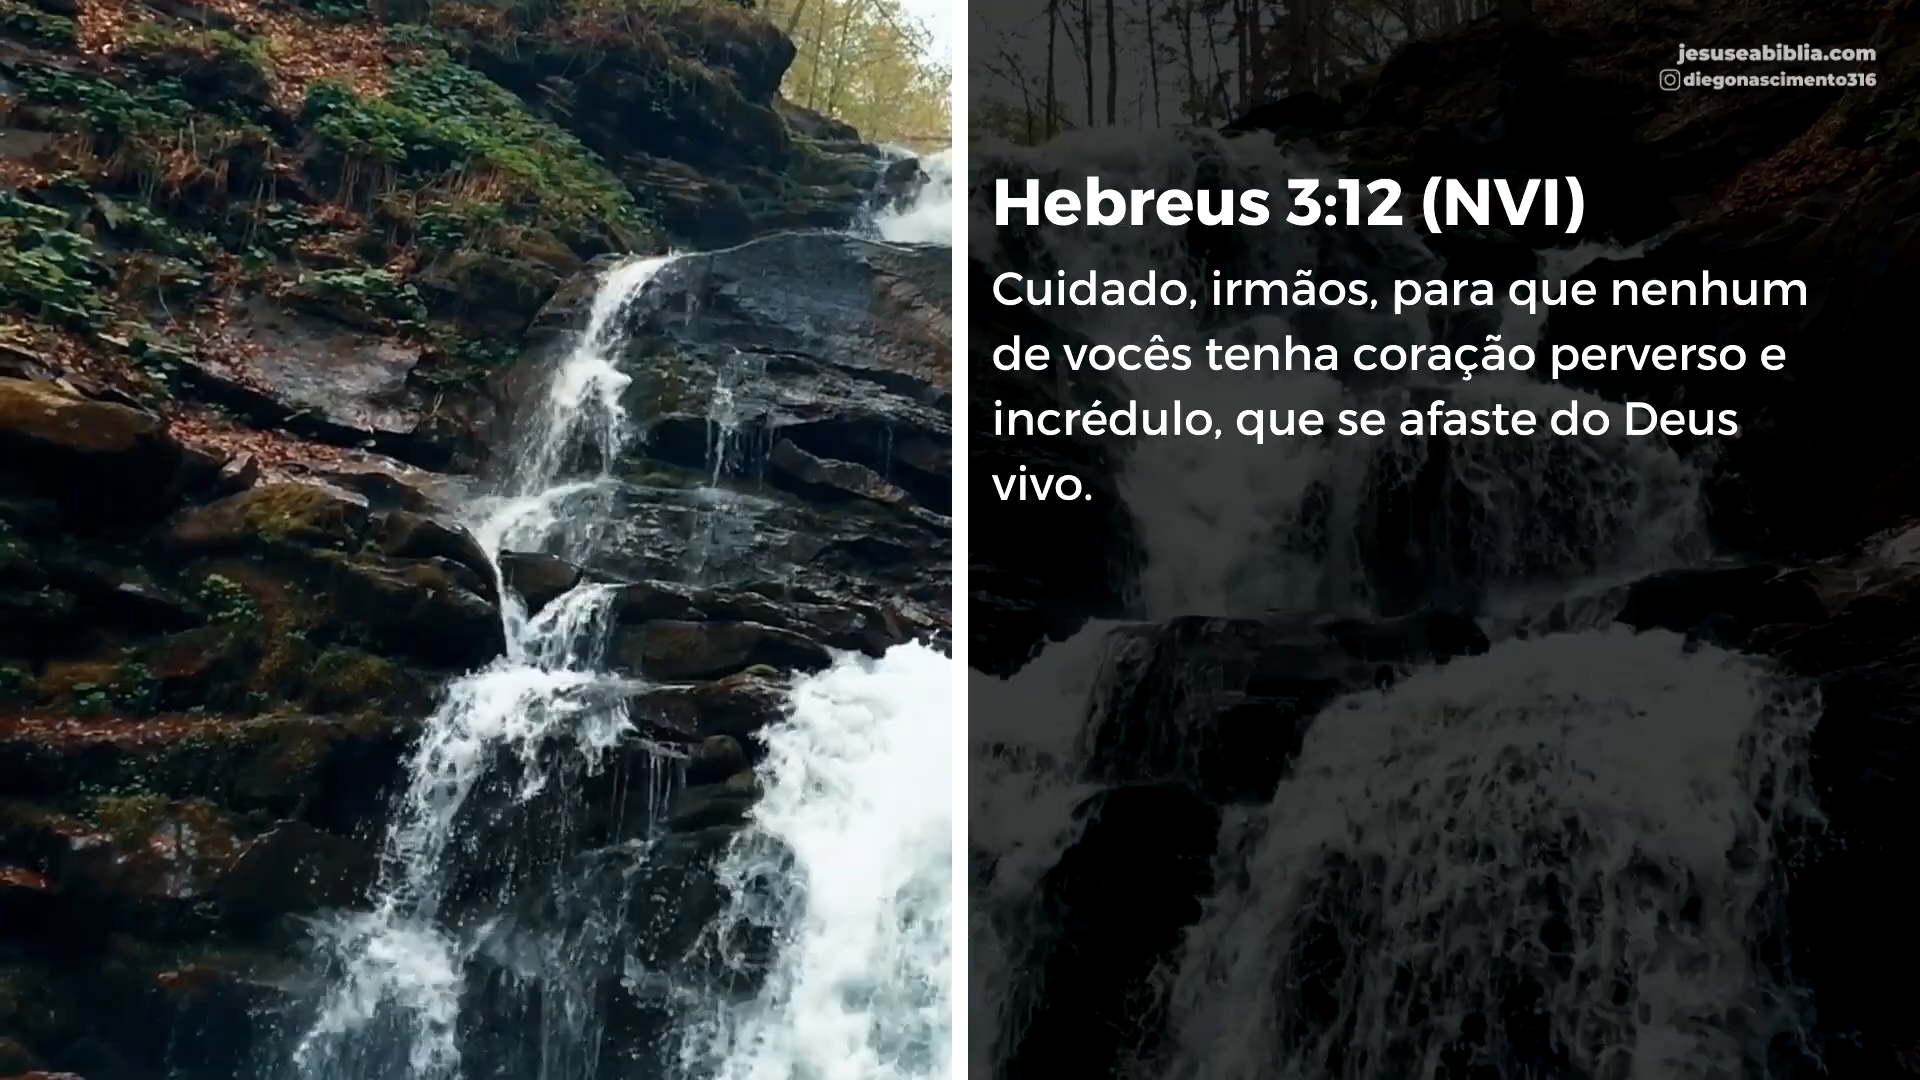 jesuseabiblia.com
diegonascimento316
Hebreus 3:12 (NVI)
Cuidado, irmãos, para que nenhum
de vocês tenha coração perverso e
incrédulo, que se afaste do Deus
vivo.